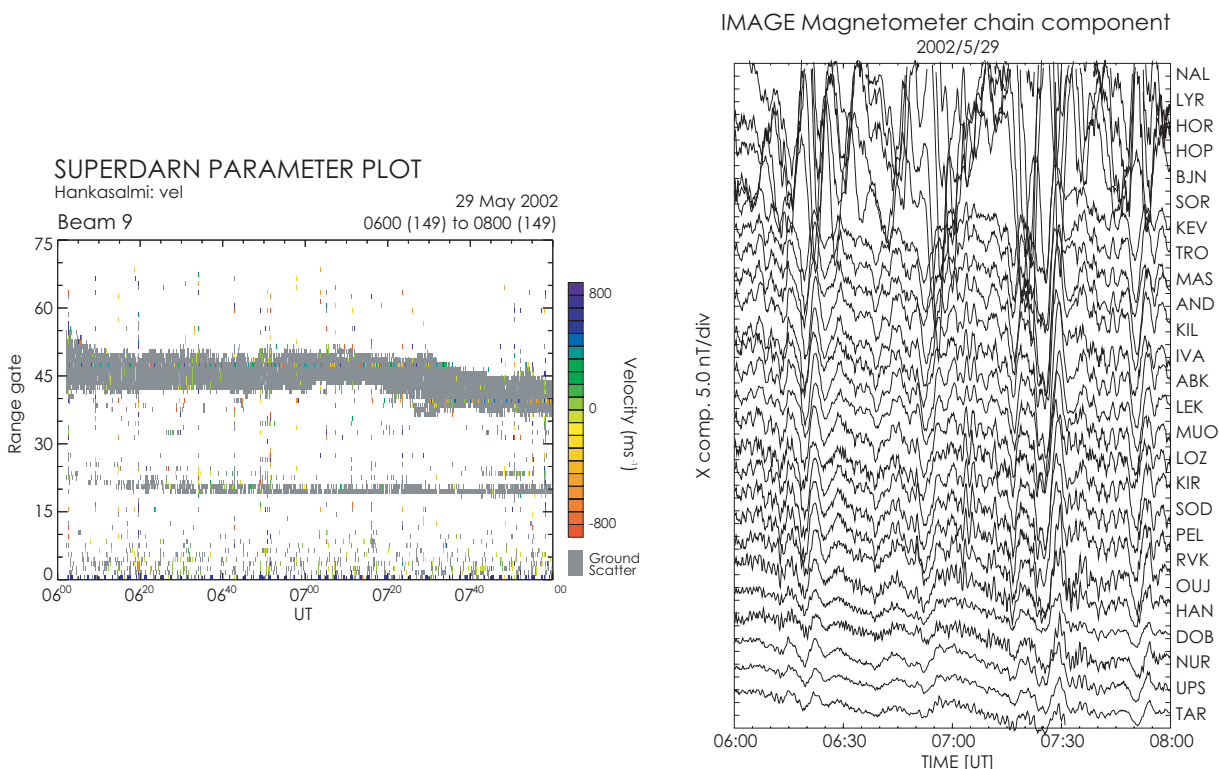 SUPERDARN PARAMETER PLOT
Hankasalmi: vel
29 May 2002
Beam 9
0600 (149) to 0800 (149)
75
60
45
30
15
0
Range gate
06⁰⁰
06²⁰
06⁴⁰
07⁰⁰
07²⁰
07⁴⁰
⁰⁰
UT
800
0
-800
Velocity (ms⁻¹)
Ground
Scatter
IMAGE Magnetometer chain component
2002/5/29
X comp. 5.0 nT/div
NAL
LYR
HOR
HOP
BJN
SOR
KEV
TRO
MAS
AND
KIL
IVA
ABK
LEK
MUO
LOZ
KIR
SOD
PEL
RVK
OUJ
HAN
DOB
NUR
UPS
TAR
06:00
06:30
07:00
07:30
08:00
TIME [UT]